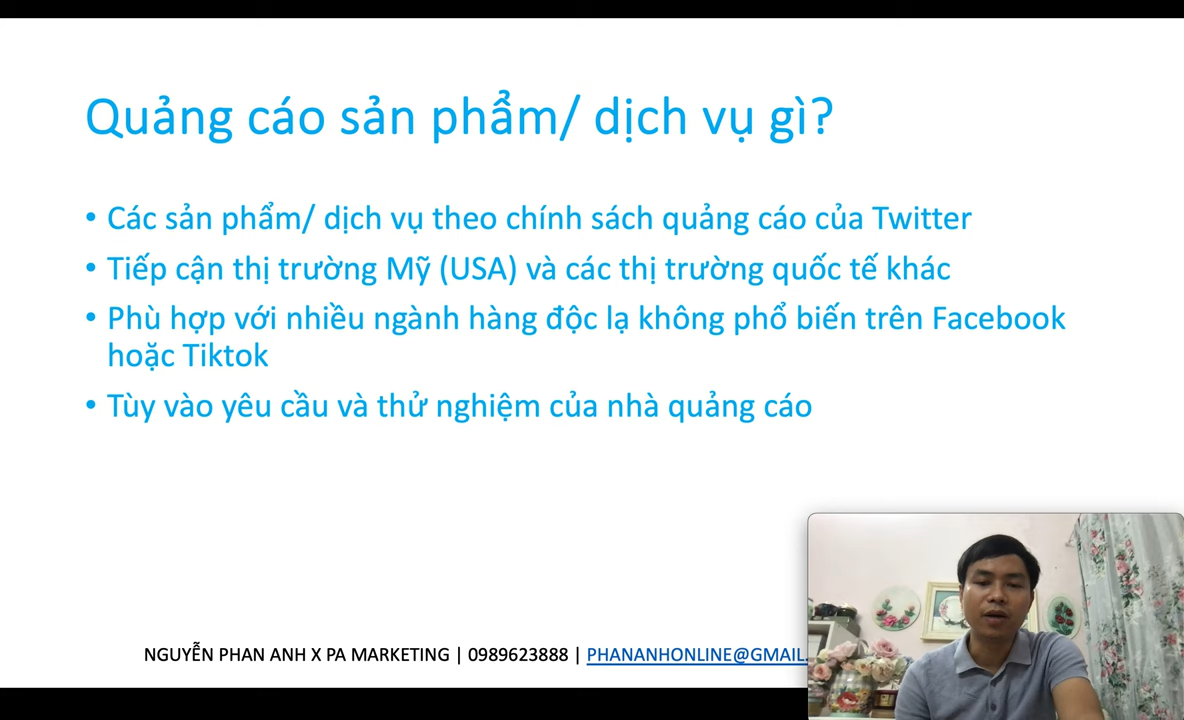 Quảng cáo sản phẩm/ dịch vụ gì?
• Các sản phẩm/ dịch vụ theo chính sách quảng cáo của Twitter
• Tiếp cận thị trường Mỹ (USA) và các thị trường quốc tế khác
• Phù hợp với nhiều ngành hàng độc lạ không phổ biến trên Facebook
hoặc Tiktok
• Tùy vào yêu cầu và thử nghiệm của nhà quảng cáo
NGUYỄN PHAN ANH X PA MARKETING | 0989623888 | PHANANHONLINE@GMAIL.